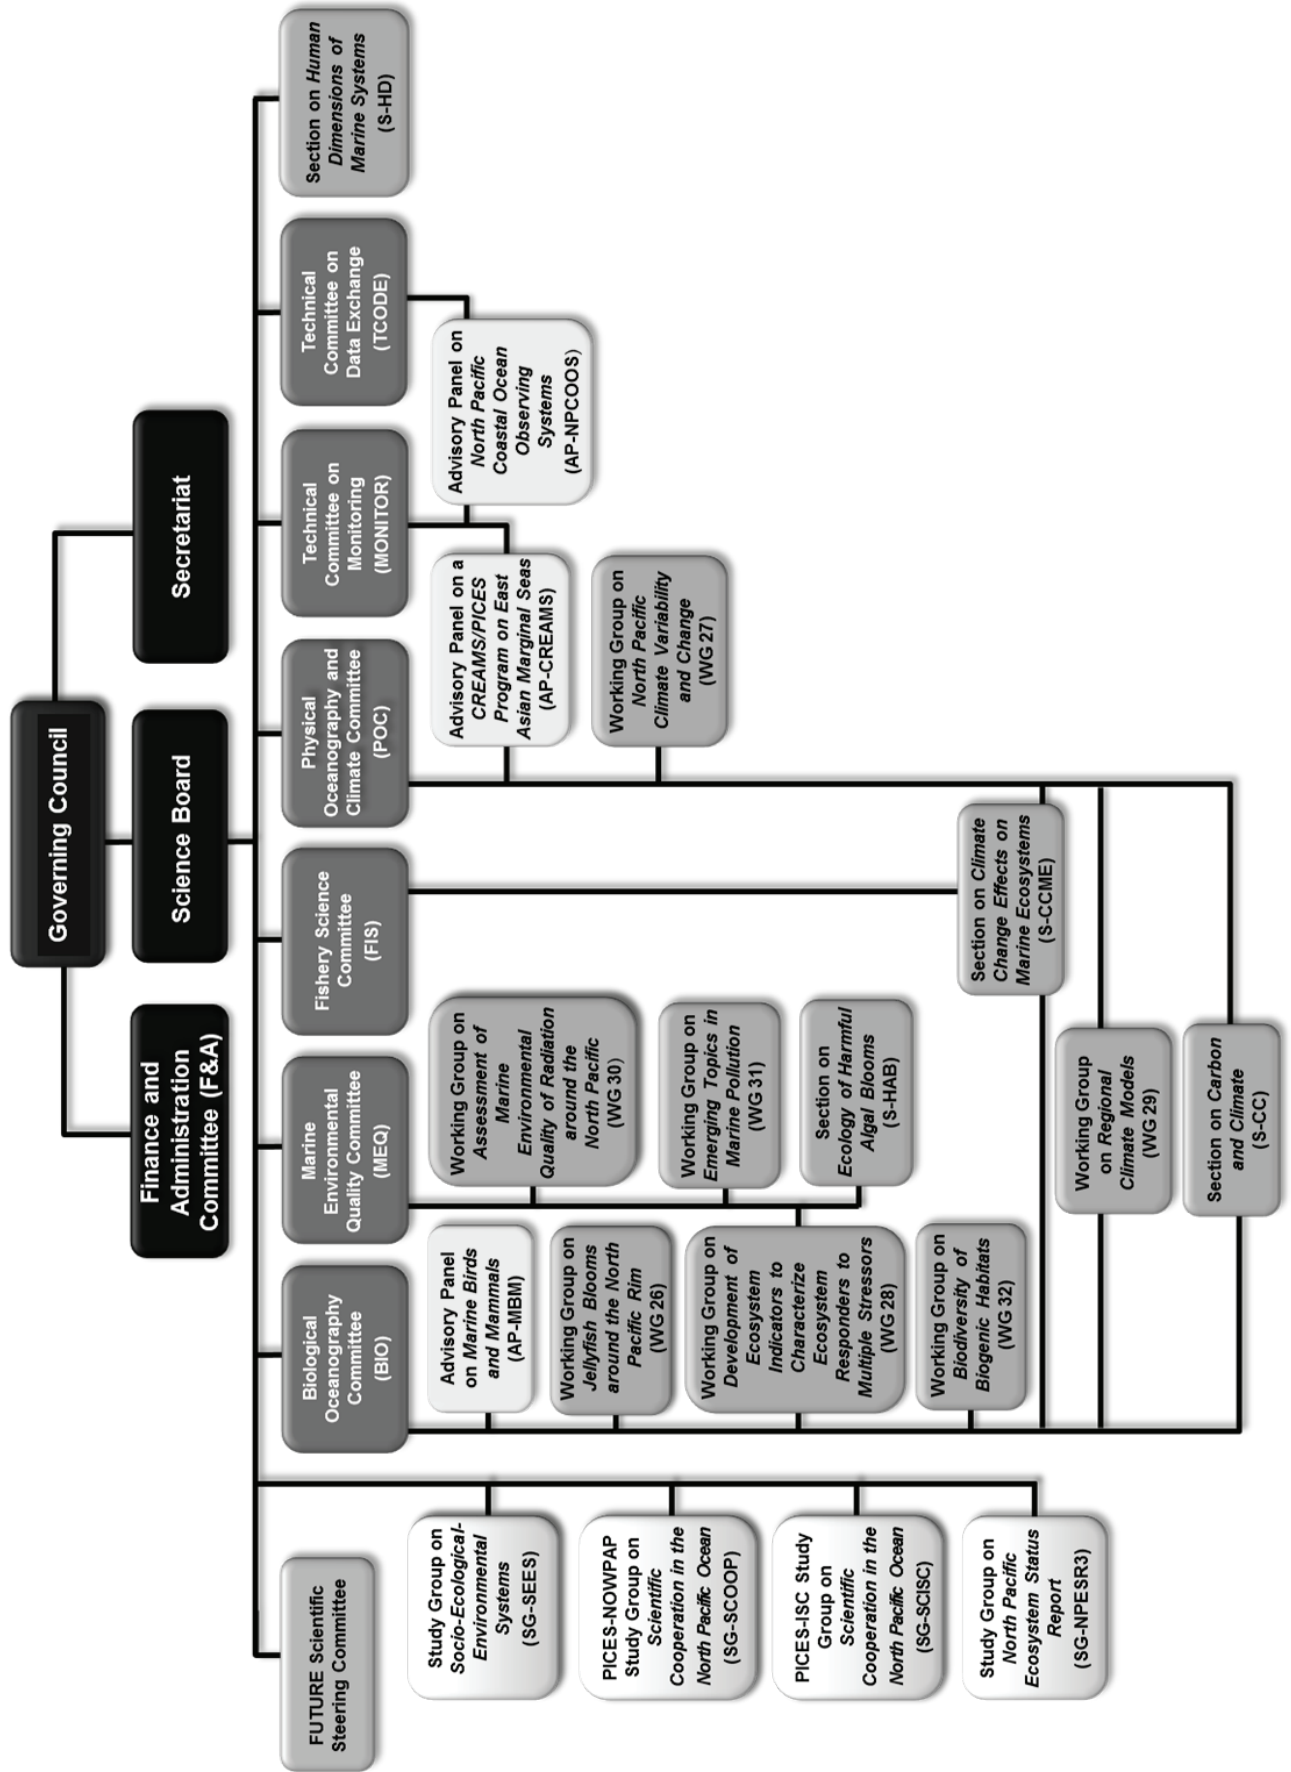 Governing Council
Finance and
Administration
Committee (F&A)
Science Board
Secretariat
FUTURE Scientific
Steering Committee
Biological
Oceanography
Committee
(BIO)
Marine
Environmental
Quality Committee
(MEQ)
Fishery Science
Committee
(FIS)
Physical
Oceanography and
Climate Committee
(POC)
Technical
Committee on
Monitoring
(MONITOR)
Technical
Committee on
Data Exchange
(TCODE)
Section on Human
Dimensions of
Marine Systems
(S-HD)
Study Group on
Socio-Ecological-
Environmental
Systems
(SG-SEES)
PICES-NOWPAP
Study Group on
Scientific
Cooperation in the
North Pacific Ocean
(SG-SCOOP)
PICES-ISC Study
Group on
Scientific
Cooperation in the
North Pacific Ocean
(SG-SCISC)
Study Group on
North Pacific
Ecosystem Status
Report
(SG-NPESR3)
Advisory Panel
on Marine Birds
and Mammals
(AP-MBM)
Working Group on
Jellyfish Blooms
around the North
Pacific Rim
(WG 26)
Working Group on
Development of
Ecosystem
Indicators to
Characterize
Ecosystem
Responders to
Multiple Stressors
(WG 28)
Working Group on
Biodiversity of
Biogenic Habitats
(WG 32)
Working Group on
Assessment of
Marine
Environmental
Quality of Radiation
around the
North Pacific
(WG 30)
Working Group on
Emerging Topics in
Marine Pollution
(WG 31)
Section on
Ecology of Harmful
Algal Blooms
(S-HAB)
Section on Climate
Change Effects on
Marine Ecosystems
(S-CCME)
Working Group
on Regional
Climate Models
(WG 29)
Section on Carbon
and Climate
(S-CC)
Advisory Panel on a
CREAMS/PICES
Program on East
Asian Marginal Seas
(AP-CREAMS)
Working Group on
North Pacific
Climate Variability
and Change
(WG 27)
Advisory Panel on
North Pacific
Coastal Ocean
Observing
Systems
(AP-NPCOOS)